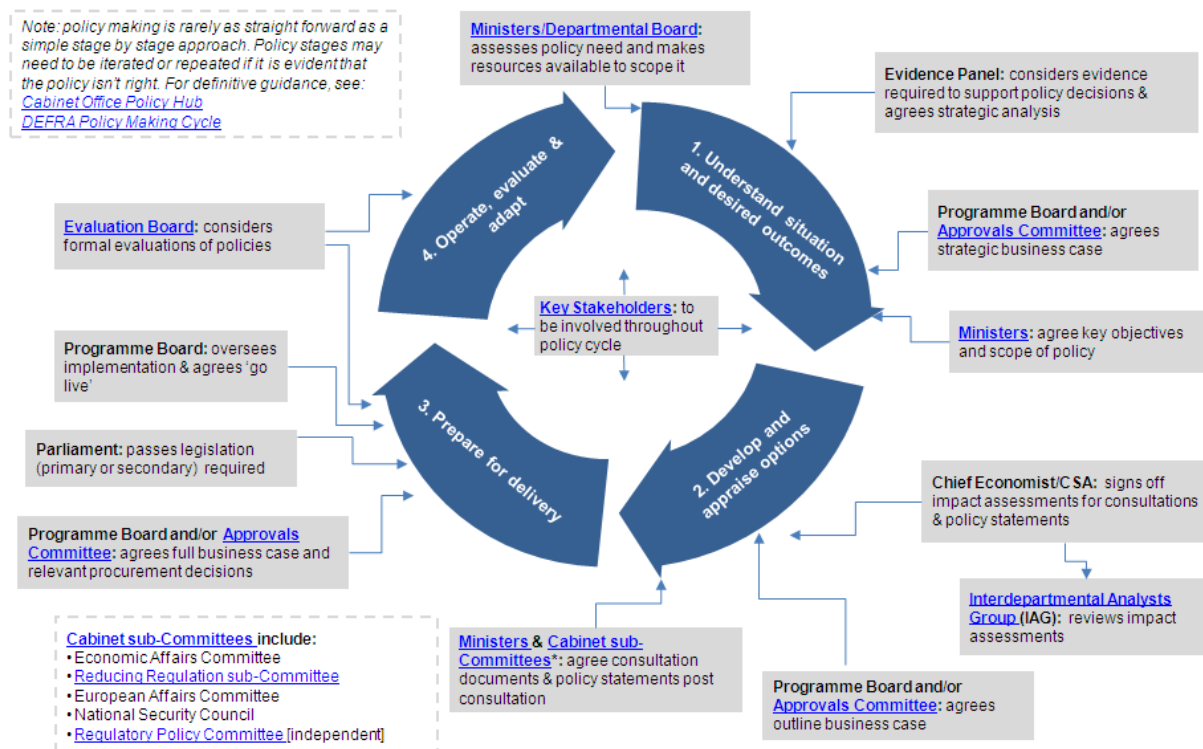 Note: policy making is rarely as straight forward as a
simple stage by stage approach. Policy stages may
need to be iterated or repeated if it is evident that
the policy isn't right. For definitive guidance, see:
Cabinet Office Policy Hub
DEFRA Policy Making Cycle
Ministers/Departmental Board:
assesses policy need and makes
resources available to scope it
Evidence Panel: considers evidence
required to support policy decisions &
agrees strategic analysis
1. Understand situation
and desired outcomes
4. Operate, evaluate &
adapt
Evaluation Board: considers
formal evaluations of policies
Programme Board and/or
Approvals Committee: agrees
strategic business case
Key Stakeholders: to
be involved throughout
policy cycle
Ministers: agree key objectives
and scope of policy
Programme Board: oversees
implementation & agrees 'go
live'
3. Prepare for delivery
2. Develop and
appraise options
Parliament: passes legislation
(primary or secondary) required
Chief Economist/CSA: signs off
impact assessments for consultations
& policy statements
Programme Board and/or Approvals
Committee: agrees full business case and
relevant procurement decisions
Interdepartmental Analysts
Group (IAG): reviews impact
assessments
Cabinet sub-Committees include:
• Economic Affairs Committee
• Reducing Regulation sub-Committee
• European Affairs Committee
• National Security Council
• Regulatory Policy Committee [independent]
Ministers & Cabinet sub-
Committees*: agree consultation
documents & policy statements post
consultation
Programme Board and/or
Approvals Committee: agrees
outline business case